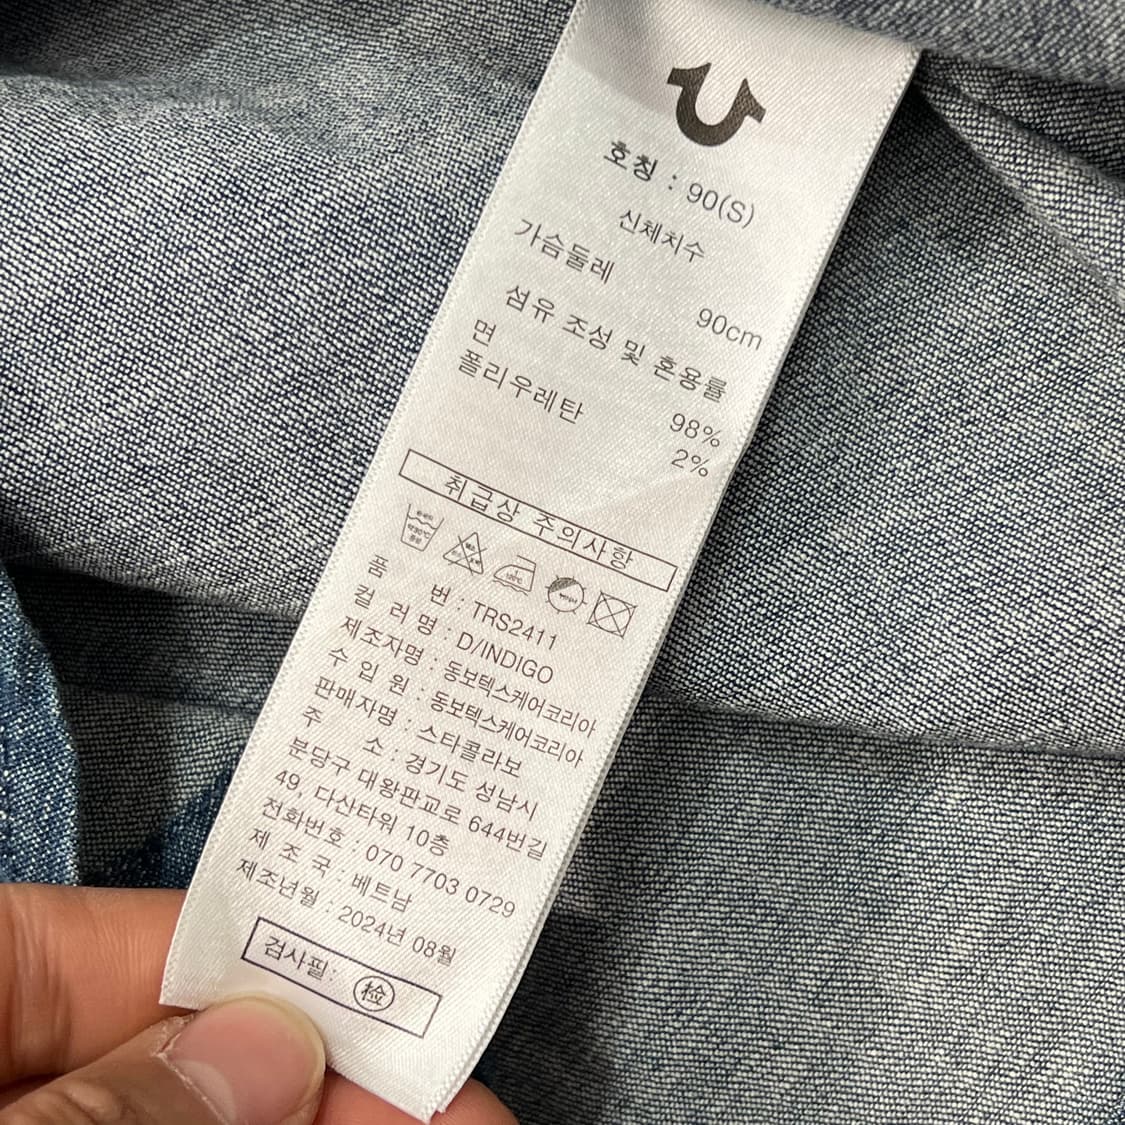 호칭 : 90(S)
신체치수
가슴둘레 90cm
섬유 조성 및 혼용률
면 98%
폴리우레탄 2%
취급상 주의사항
품 번 : TRS2411
컬 러 명 : D/INDIGO
제조자명 : 동보텍스케어코리아
수 입 원 : 동보텍스케어코리아
판매자명 : 스타콜라보
주 소 : 경기도 성남시
분당구 대왕판교로 644번길
49, 다산타워 10층
전화번호 : 070 7703 0729
제 조 국 : 베트남
제조년월 : 2024년 08월
검사필: 検